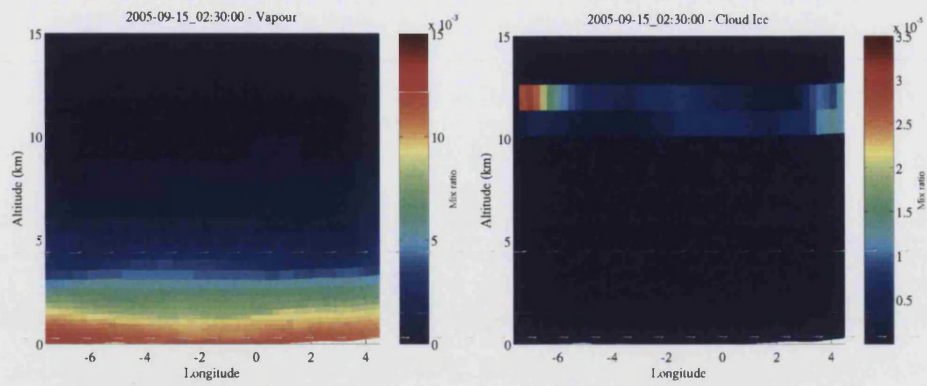 2005-09-15_02:30:00 - Vapour
x 10-3
15
10
5
0
Altitude (km)
-6 -4 -2 0 2 4
Longitude
15
10
5
0
Mix ratio
2005-09-15_02:30:00 - Cloud Ice
x 10-5
15
10
5
0
Altitude (km)
-6 -4 -2 0 2 4
Longitude
3.5
3
2.5
2
1.5
1
0.5
Mix ratio